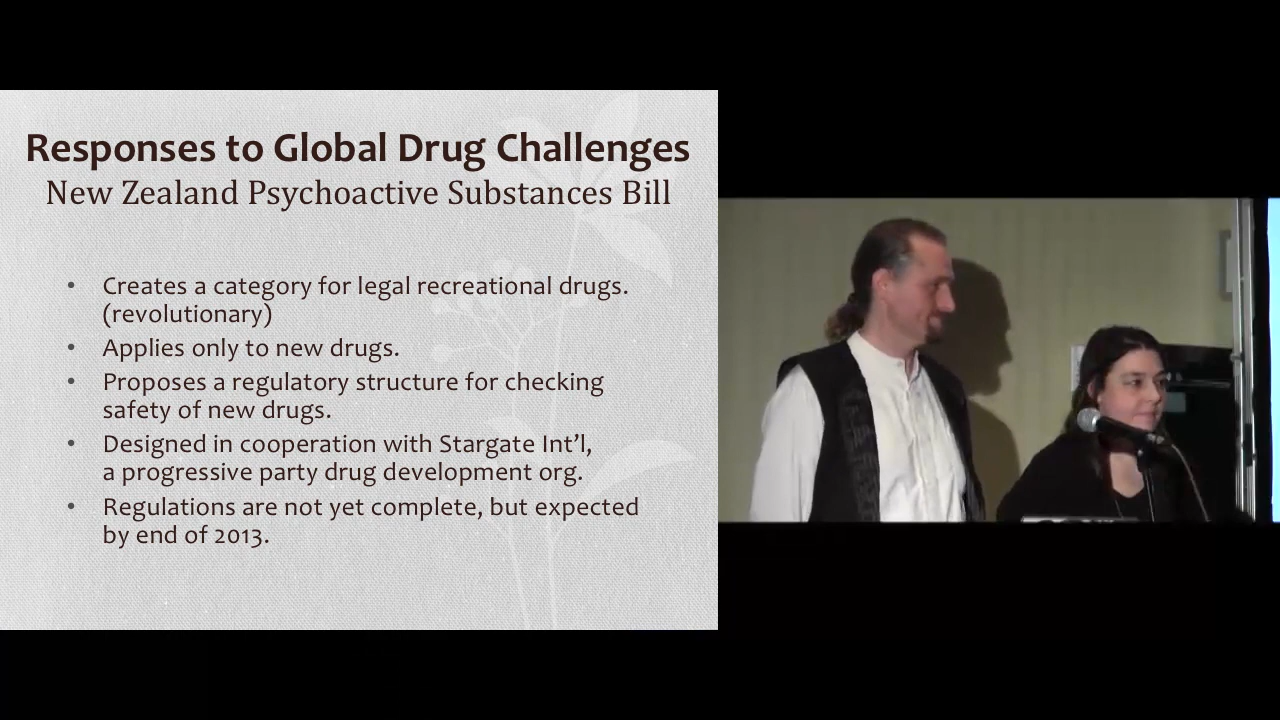 Responses to Global Drug Challenges
New Zealand Psychoactive Substances Bill
• Creates a category for legal recreational drugs.
(revolutionary)
• Applies only to new drugs.
• Proposes a regulatory structure for checking
safety of new drugs.
• Designed in cooperation with Stargate Int’l,
a progressive party drug development org.
• Regulations are not yet complete, but expected
by end of 2013.